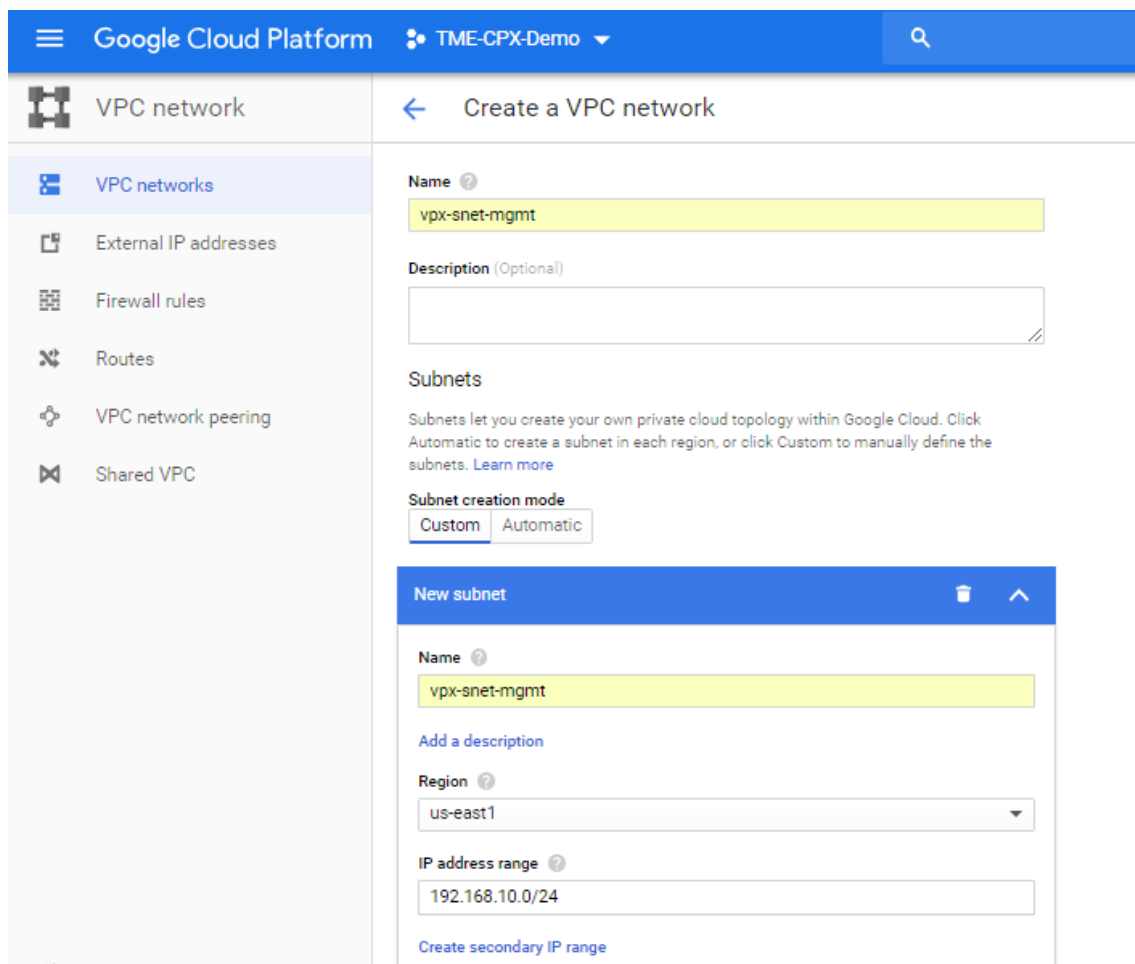 Google Cloud Platform
TME-CPX-Demo
VPC network
Create a VPC network
VPC networks
External IP addresses
Firewall rules
Routes
VPC network peering
Shared VPC
Name
vpx-snet-mgmt
Description (Optional)
Subnets
Subnets let you create your own private cloud topology within Google Cloud. Click
Automatic to create a subnet in each region, or click Custom to manually define the
subnets. Learn more
Subnet creation mode
Custom Automatic
New subnet
Name
vpx-snet-mgmt
Add a description
Region
us-east1
IP address range
192.168.10.0/24
Create secondary IP range